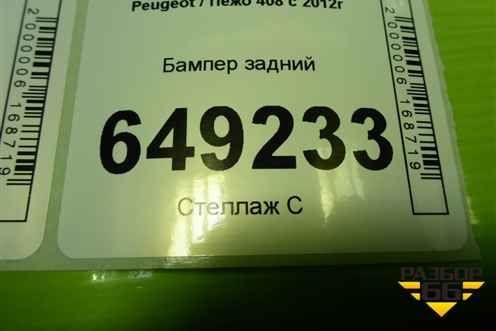 Peugeot / Пежо 408 с 2012г
Бампер задний
649233
Стеллаж С
2000006168719
2000006168719
РАЗБОР
66